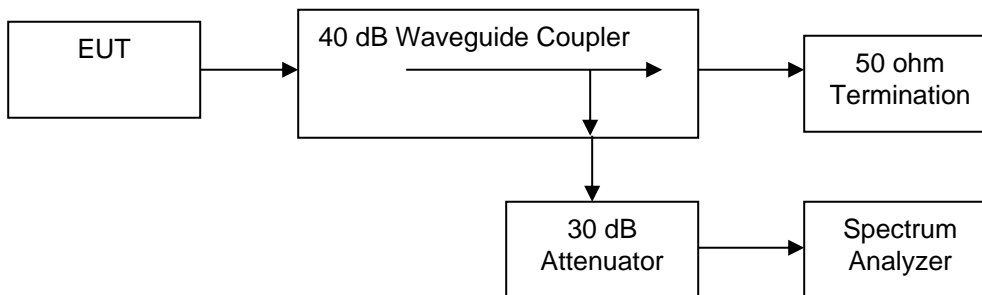 EUT
40 dB Waveguide Coupler
50 ohm
Termination
30 dB
Attenuator
Spectrum
Analyzer